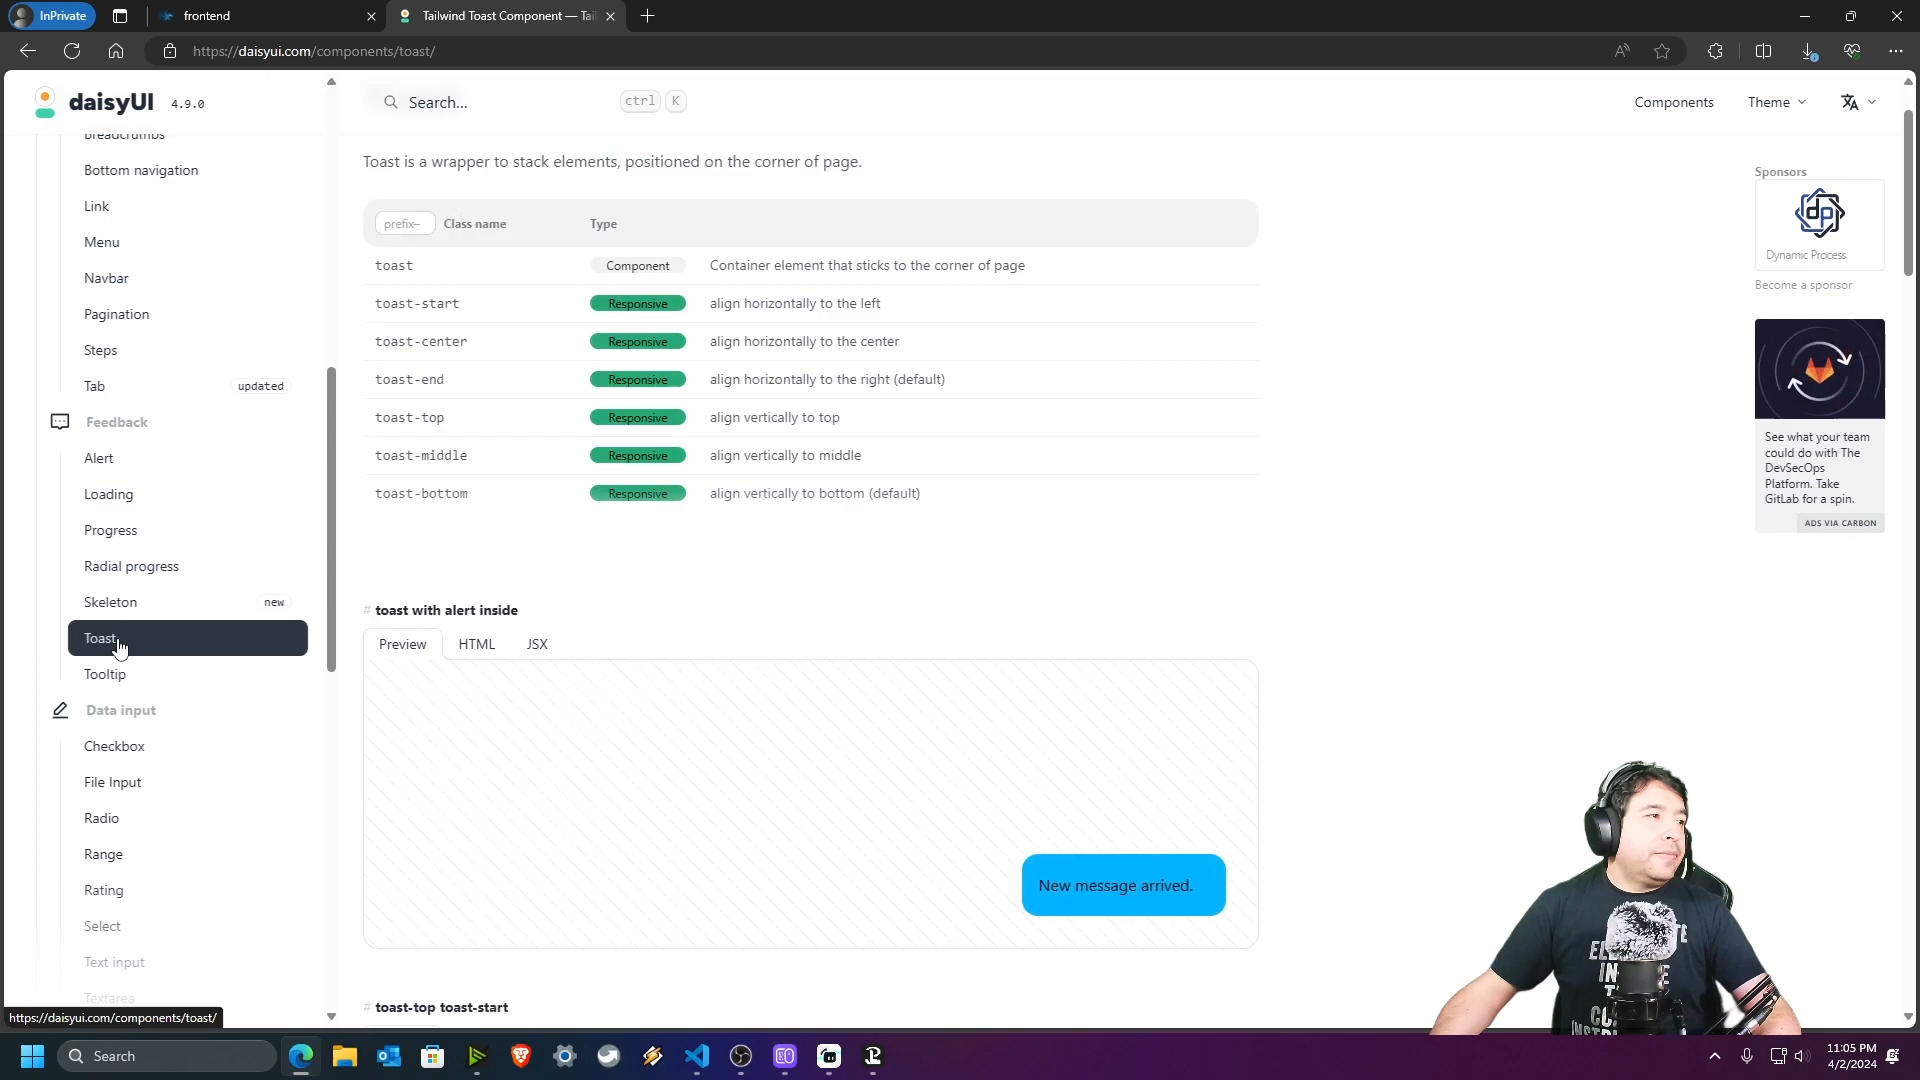 InPrivate
frontend
Tailwind Toast Component — Tai
https://daisyui.com/components/toast/
daisyUI 4.9.0
Search...
ctrl K
Components
Theme
Breadcrumbs
Bottom navigation
Link
Menu
Navbar
Pagination
Steps
Tab updated
Feedback
Alert
Loading
Progress
Radial progress
Skeleton new
Toast
Tooltip
Data input
Checkbox
File Input
Radio
Range
Rating
Select
Text input
Textarea
https://daisyui.com/components/toast/
Toast is a wrapper to stack elements, positioned on the corner of page.
prefix- Class name Type
toast Component Container element that sticks to the corner of page
toast-start Responsive align horizontally to the left
toast-center Responsive align horizontally to the center
toast-end Responsive align horizontally to the right (default)
toast-top Responsive align vertically to top
toast-middle Responsive align vertically to middle
toast-bottom Responsive align vertically to bottom (default)
# toast with alert inside
Preview HTML JSX
New message arrived.
# toast-top toast-start
Sponsors
dp
Dynamic Process
Become a sponsor
See what your team
could do with The
DevSecOps
Platform. Take
GitLab for a spin.
ADS VIA CARBON
Search
11:05 PM
4/2/2024